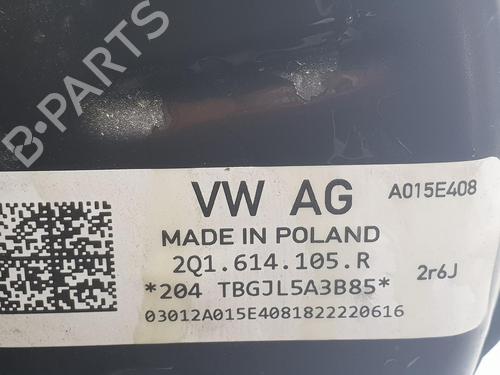 B-PARTS
VW AG
A015E408
MADE IN POLAND
2Q1.614.105.R
2r6J
*204 TBGJL5A3B85*
03012A015E4081822220616